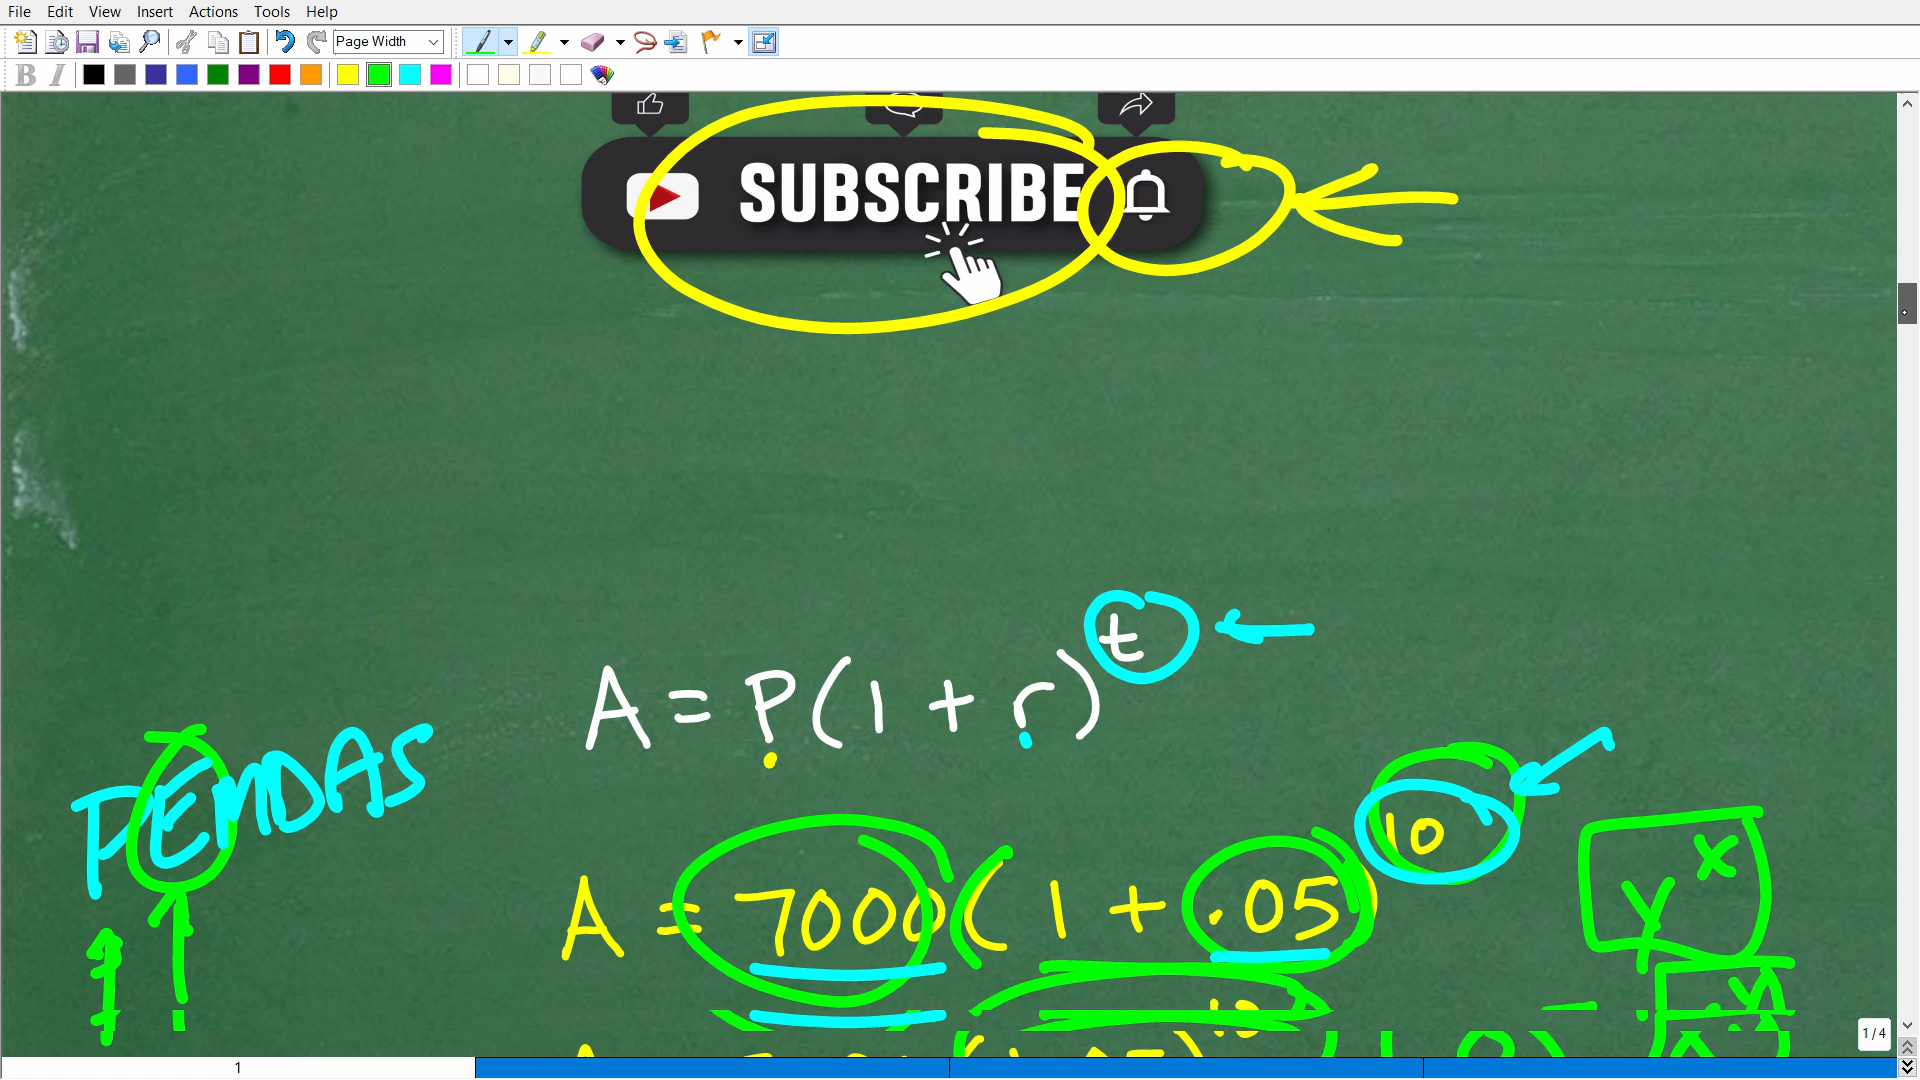 File Edit View Insert Actions Tools Help
Page Width
B I
SUBSCRIBE
A = P(1 + r)^t
PEMDAS
A = 7000(1 + .05)^10
y^x
1/4
1